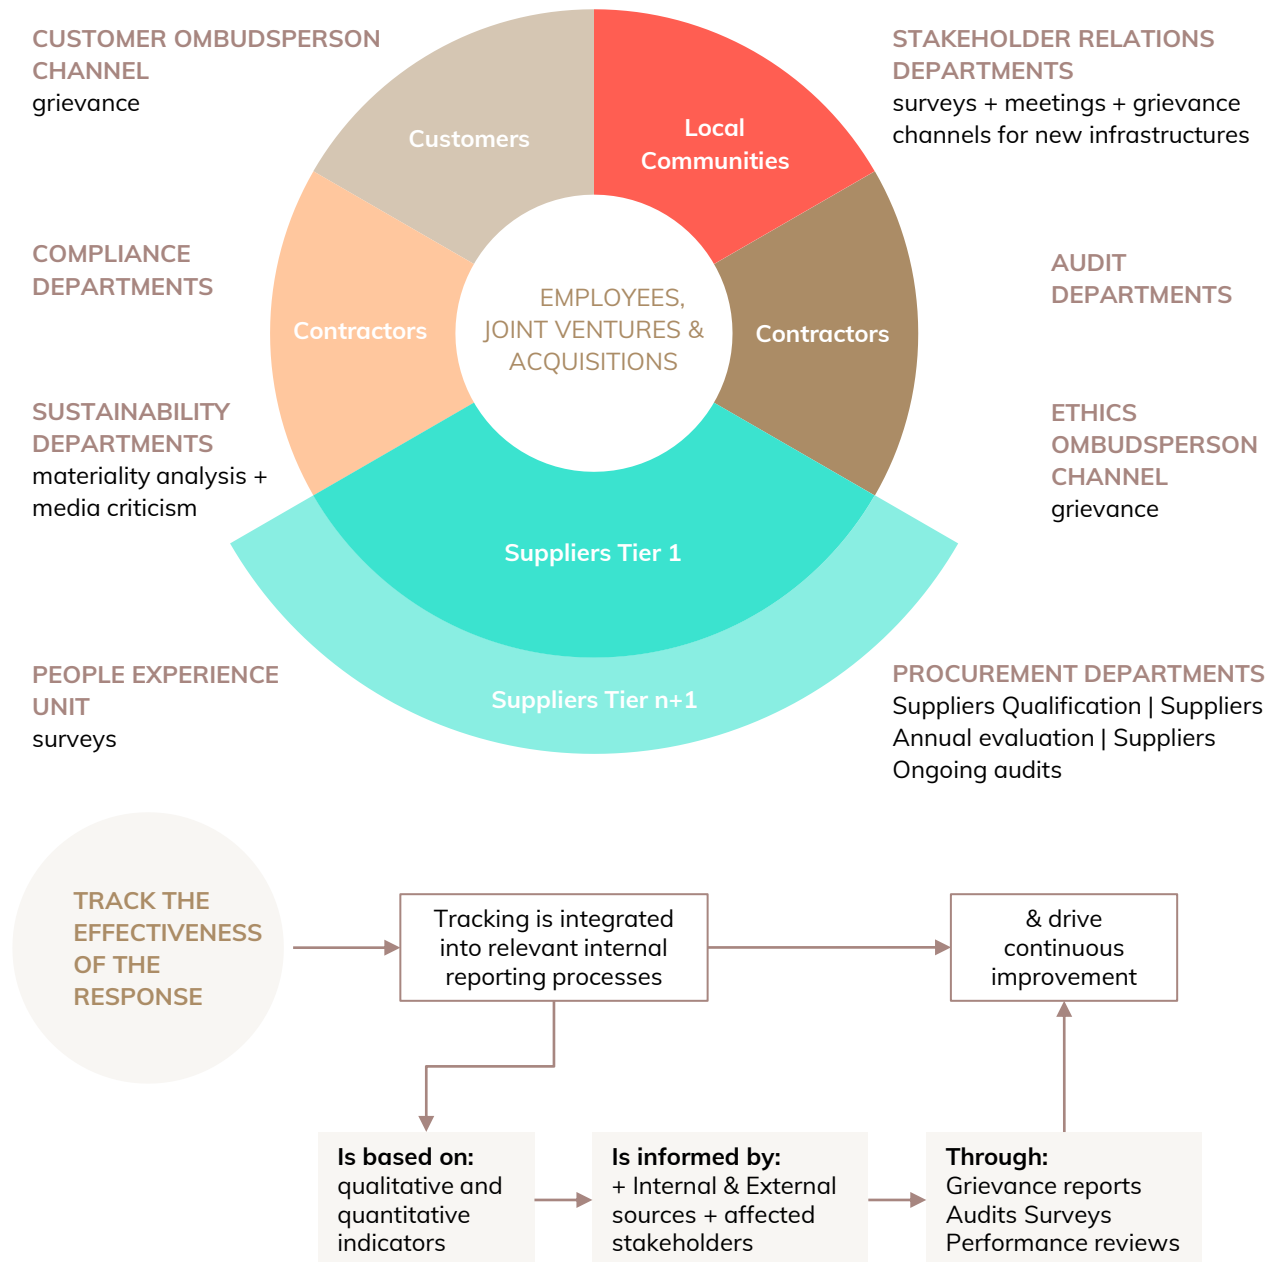 CUSTOMER OMBUDSPERSON
CHANNEL
grievance
STAKEHOLDER RELATIONS
DEPARTMENTS
surveys + meetings + grievance
channels for new infrastructures
Customers
Local
Communities
COMPLIANCE
DEPARTMENTS
AUDIT
DEPARTMENTS
Contractors
EMPLOYEES,
JOINT VENTURES &
ACQUISITIONS
Contractors
SUSTAINABILITY
DEPARTMENTS
materiality analysis +
media criticism
ETHICS
OMBUDSPERSON
CHANNEL
grievance
Suppliers Tier 1
Suppliers Tier n+1
PEOPLE EXPERIENCE
UNIT
surveys
PROCUREMENT DEPARTMENTS
Suppliers Qualification | Suppliers
Annual evaluation | Suppliers
Ongoing audits
TRACK THE
EFFECTIVENESS
OF THE
RESPONSE
Tracking is integrated
into relevant internal
reporting processes
& drive
continuous
improvement
Is based on:
qualitative and
quantitative
indicators
Is informed by:
+ Internal & External
sources + affected
stakeholders
Through:
Grievance reports
Audits Surveys
Performance reviews